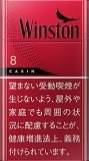 Winston
8
CABIN
望まない受動喫煙が
生じないよう、屋外や
家庭でも周囲の状
況に配慮することが、
健康増進法上、義務
付けられています。